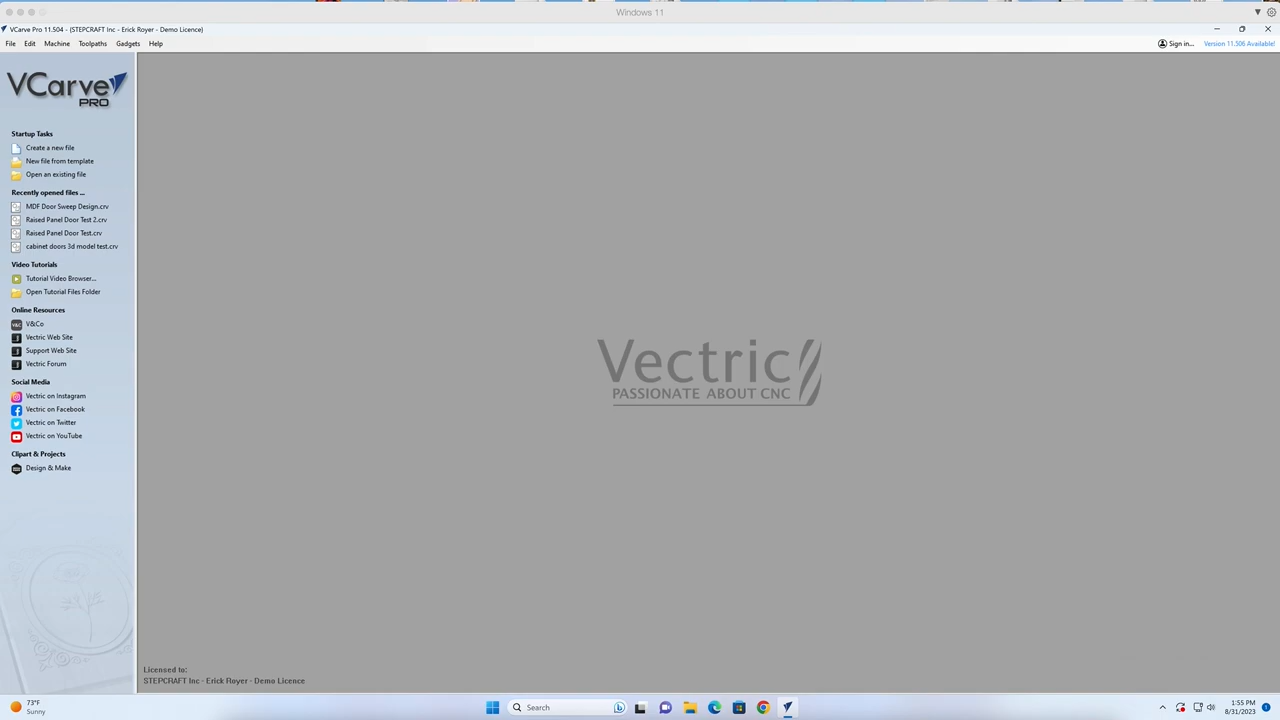 Windows 11
VCarve Pro 11.504 - {STEPCRAFT Inc - Erick Royer - Demo Licence}
File Edit Machine Toolpaths Gadgets Help
Sign in... Version 11.506 Available!
VCarve
PRO
Startup Tasks
Create a new file
New file from template
Open an existing file
Recently opened files ...
MDF Door Sweep Design.crv
Raised Panel Door Test 2.crv
Raised Panel Door Test.crv
cabinet doors 3d model test.crv
Video Tutorials
Tutorial Video Browser...
Open Tutorial Files Folder
Online Resources
V&Co
Vectric Web Site
Support Web Site
Vectric Forum
Social Media
Vectric on Instagram
Vectric on Facebook
Vectric on Twitter
Vectric on YouTube
Clipart & Projects
Design & Make
Vectric
PASSIONATE ABOUT CNC
Licensed to:
STEPCRAFT Inc - Erick Royer - Demo Licence
73°F
Sunny
Search
1:55 PM
8/31/2023